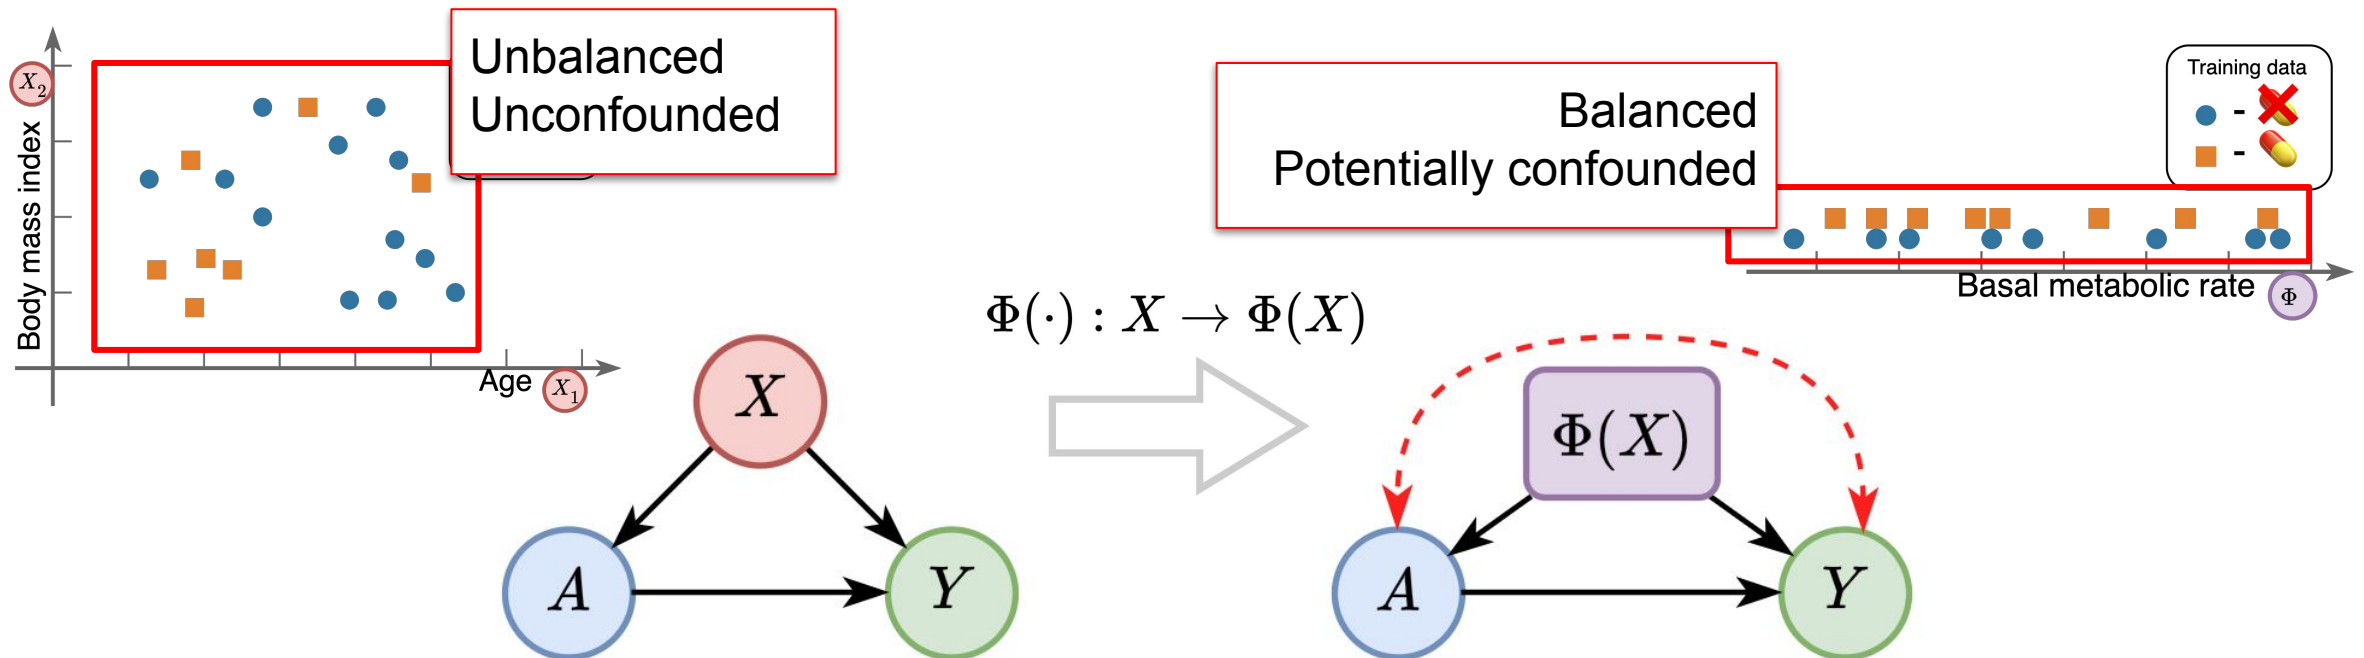 Unbalanced
Unconfounded
X₂
Body mass index
Age
X₁
Balanced
Potentially confounded
Training data
-
-
Basal metabolic rate
Φ
Φ(·) : X → Φ(X)
X
A
Y
Φ(X)
A
Y